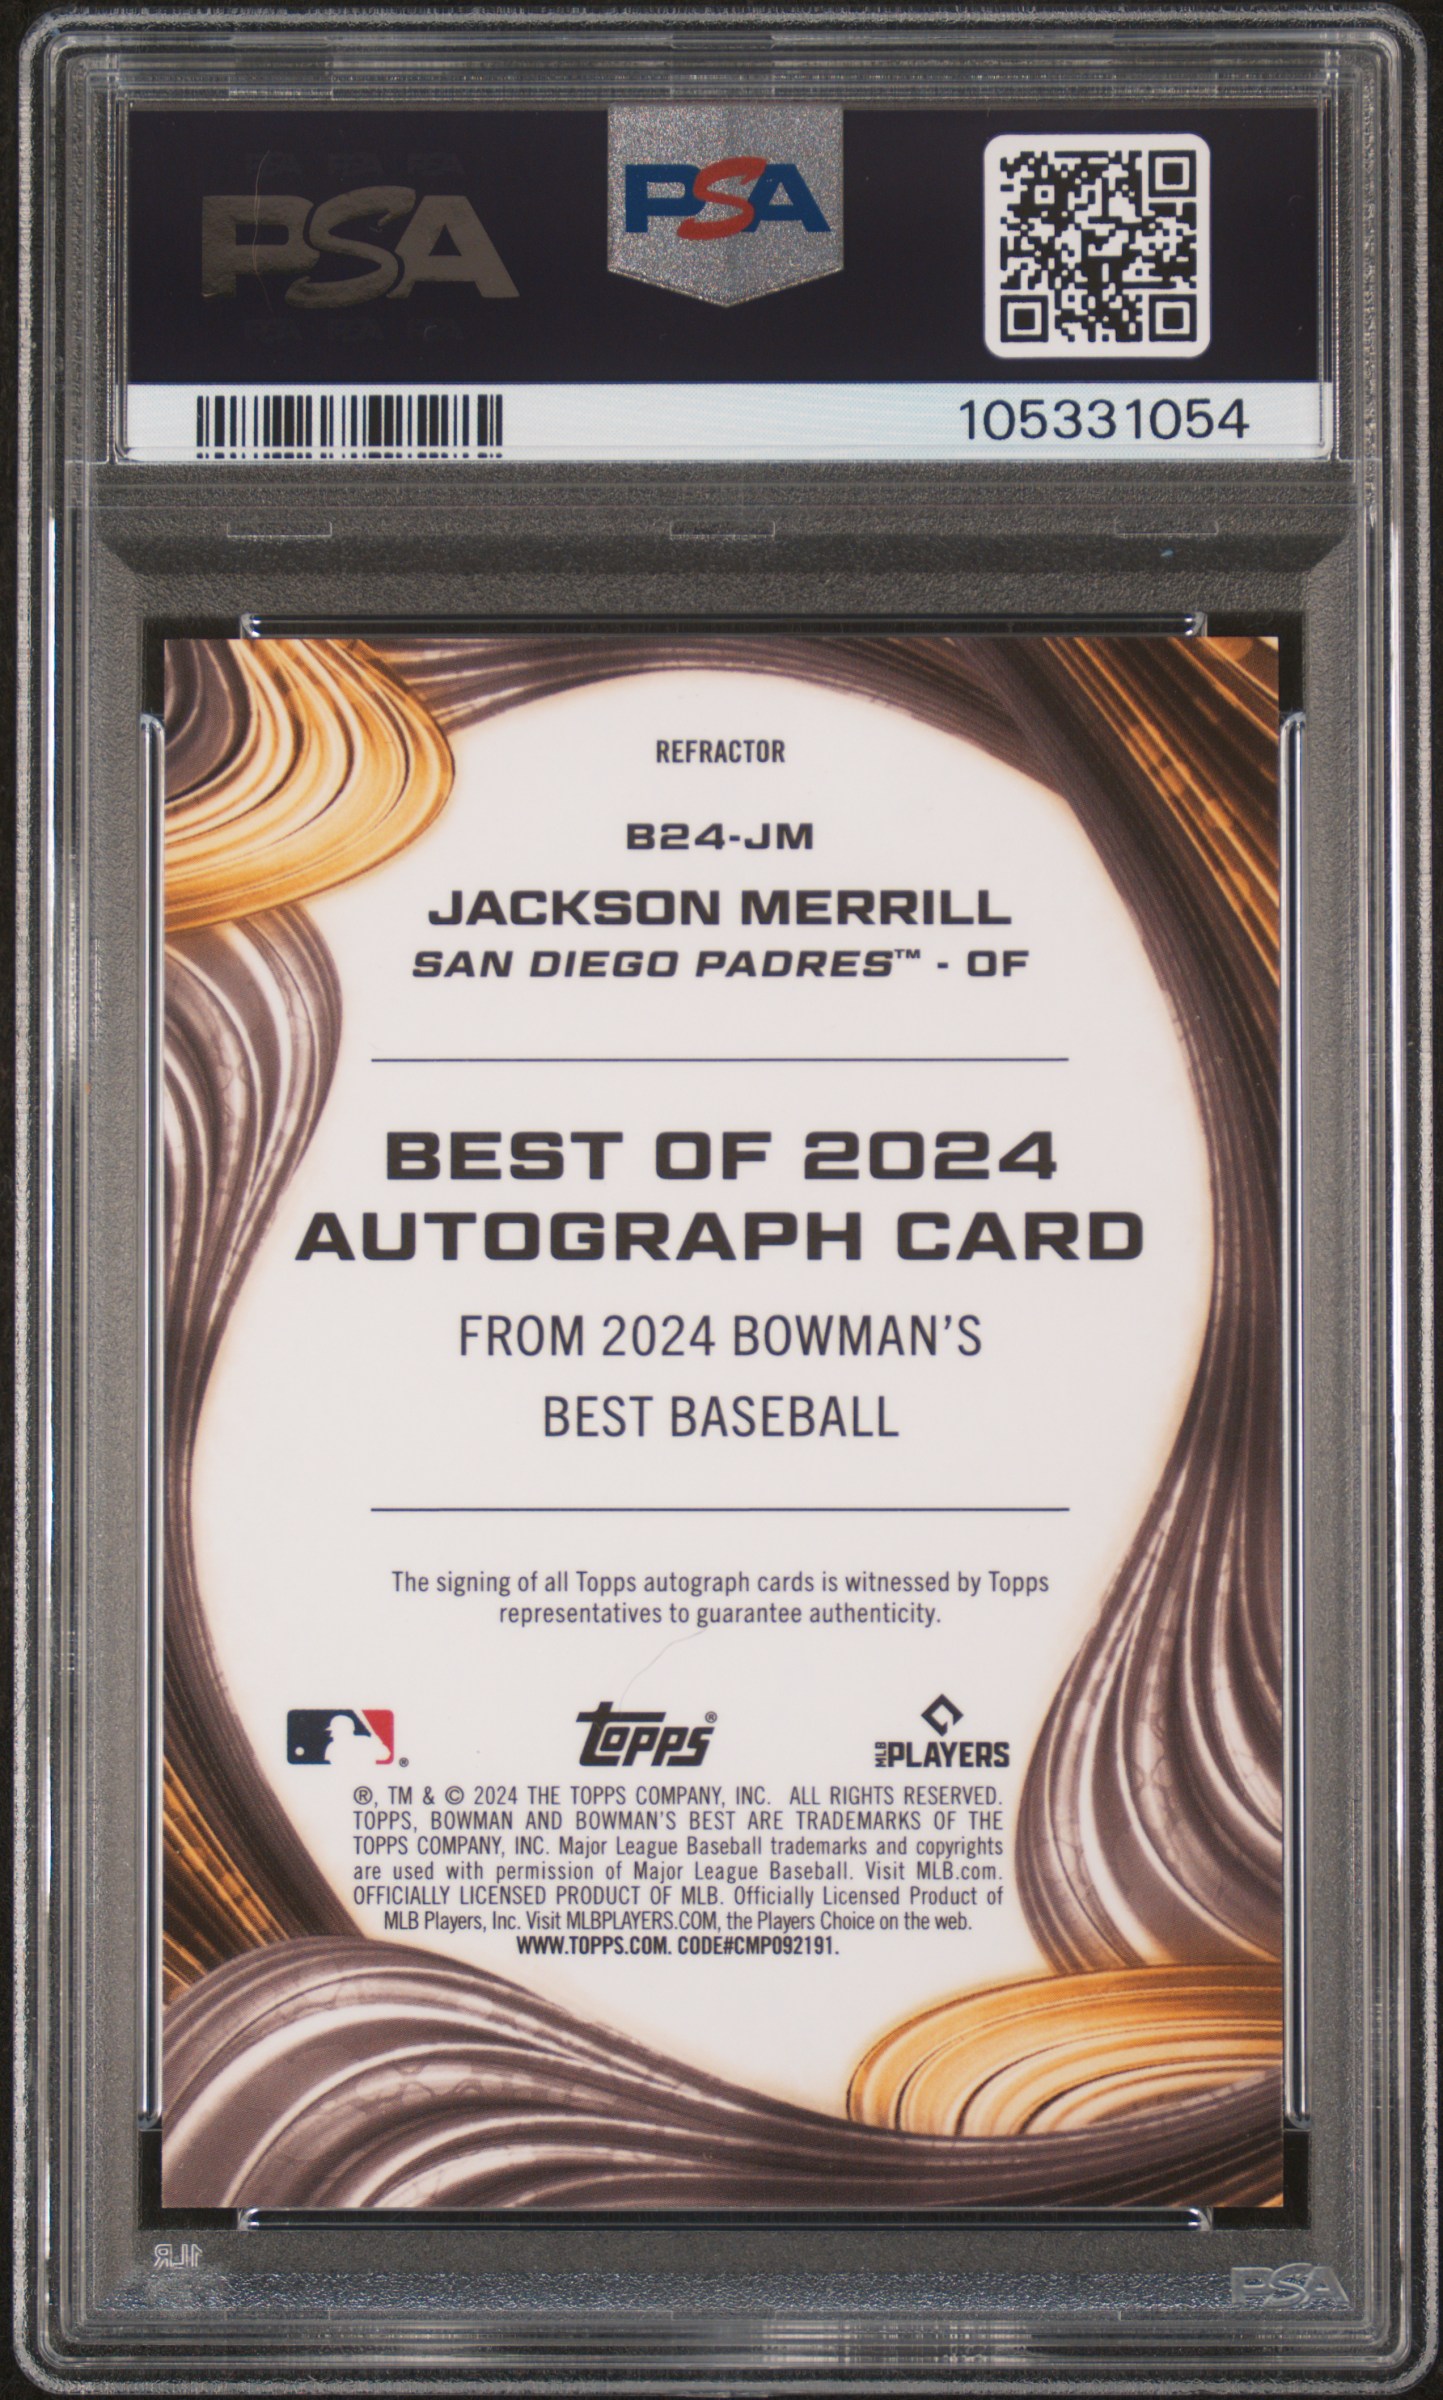 PSA
PSA
105331054
REFRACTOR
B24-JM
JACKSON MERRILL
SAN DIEGO PADRES™ - OF
BEST OF 2024
AUTOGRAPH CARD
FROM 2024 BOWMAN'S
BEST BASEBALL
The signing of all Topps autograph cards is witnessed by Topps
representatives to guarantee authenticity.
®
Topps®
MLB PLAYERS
®, TM & © 2024 THE TOPPS COMPANY, INC. ALL RIGHTS RESERVED.
TOPPS, BOWMAN AND BOWMAN'S BEST ARE TRADEMARKS OF THE
TOPPS COMPANY, INC. Major League Baseball trademarks and copyrights
are used with permission of Major League Baseball. Visit MLB.com.
OFFICIALLY LICENSED PRODUCT OF MLB. Officially Licensed Product of
MLB Players, Inc. Visit MLBPLAYERS.COM, the Players Choice on the web.
WWW.TOPPS.COM. CODE#CMP092191.
PSA